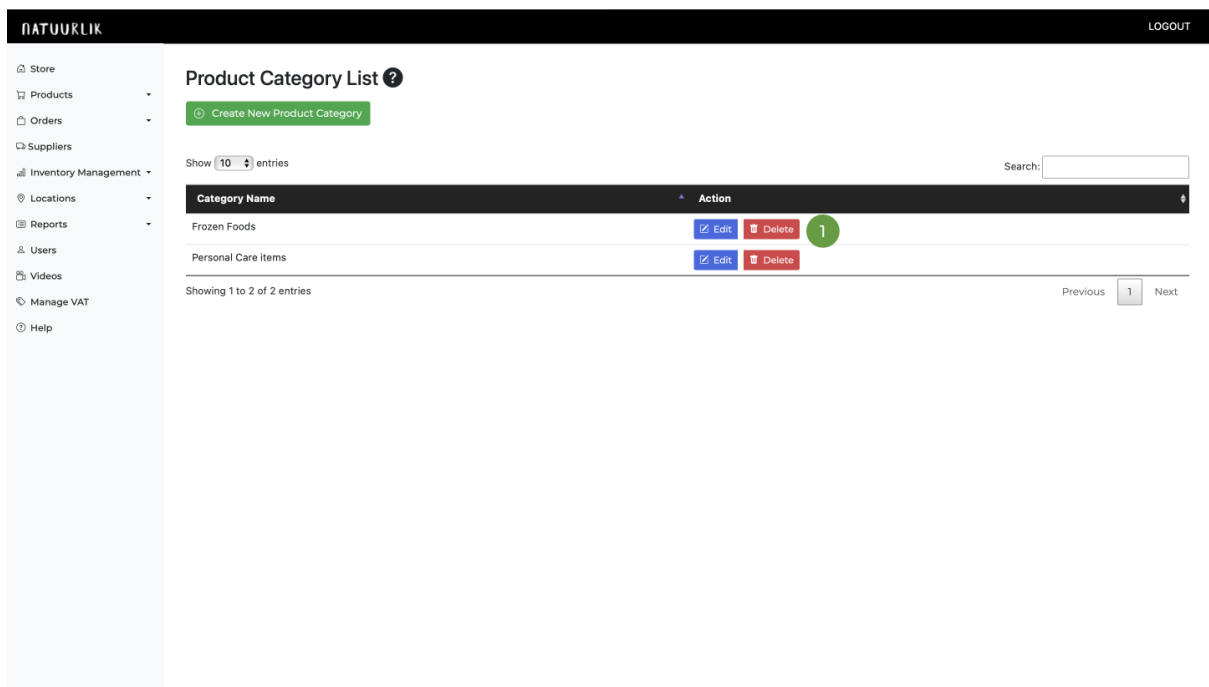 NATUURLIK
LOGOUT
Store
Products
Orders
Suppliers
Inventory Management
Locations
Reports
Users
Videos
Manage VAT
Help
Product Category List ?
Create New Product Category
Show 10 entries
Search:
Category Name Action
Frozen Foods Edit Delete 1
Personal Care items Edit Delete
Showing 1 to 2 of 2 entries
Previous 1 Next